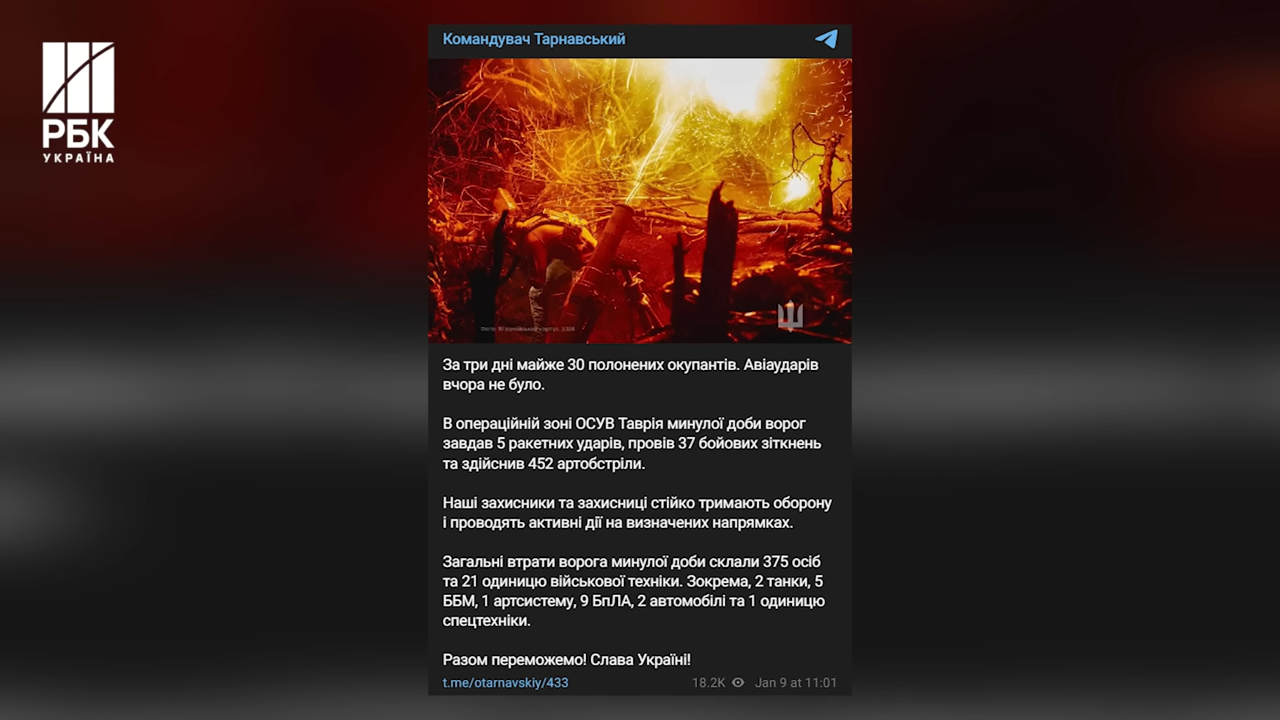 РБК
УКРАЇНА
Командувач Тарнавський
За три дні майже 30 полонених окупантів. Авіаударів
вчора не було.
В операційній зоні ОСУВ Таврія минулої доби ворог
завдав 5 ракетних ударів, провів 37 бойових зіткнень
та здійснив 452 артобстріли.
Наші захисники та захисниці стійко тримають оборону
і проводять активні дії на визначених напрямках.
Загальні втрати ворога минулої доби склали 375 осіб
та 21 одиницю військової техніки. Зокрема, 2 танки, 5
ББМ, 1 артсистему, 9 БпЛА, 2 автомобілі та 1 одиницю
спецтехніки.
Разом переможемо! Слава Україні!
t.me/otarnavskiy/433
18.2K Jan 9 at 11:01